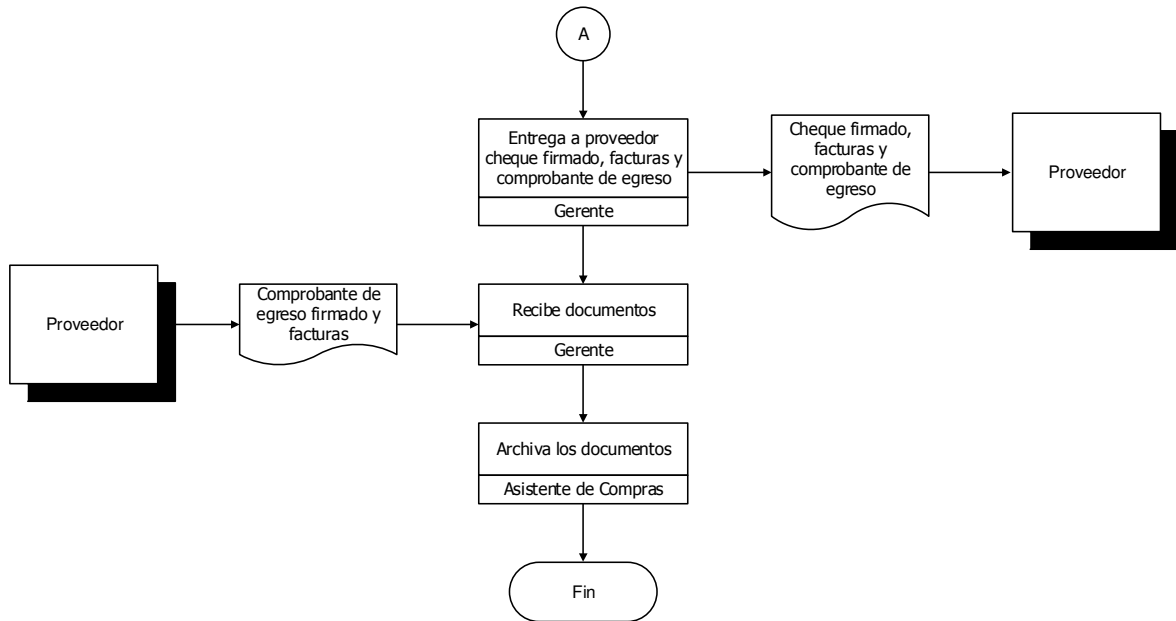 A
Entrega a proveedor
cheque firmado, facturas y
comprobante de egreso
Gerente
Cheque firmado,
facturas y
comprobante de
egreso
Proveedor
Proveedor
Comprobante de
egreso firmado y
facturas
Recibe documentos
Gerente
Archiva los documentos
Asistente de Compras
Fin